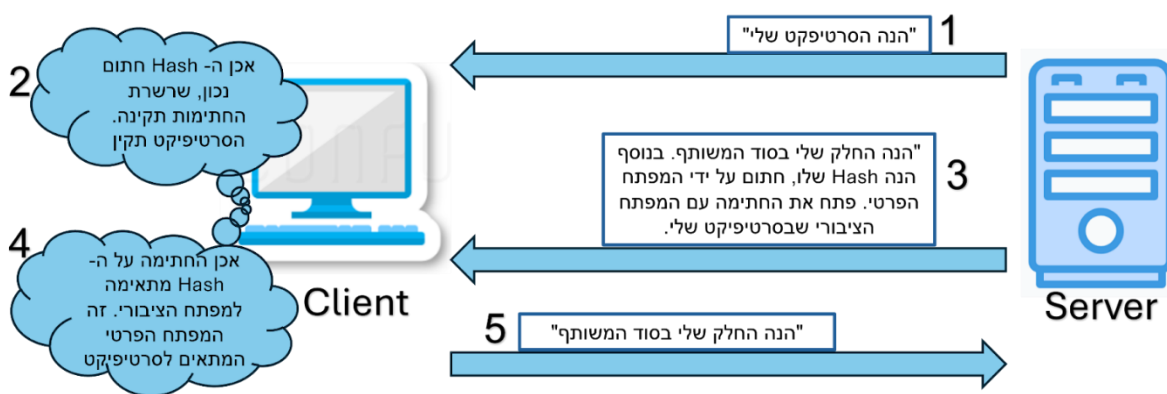 1
"הנה הסרטיפקט שלי"
2
אכן ה- Hash חתום
נכון, שרשרת
החתימות תקינה.
הסרטיפיקט תקין
3
"הנה החלק שלי בסוד המשותף. בנוסף
הנה Hash שלו, חתום על ידי המפתח
הפרטי. פתח את החתימה עם המפתח
הציבורי שבסרטיפיקט שלי.
4
אכן החתימה על ה-
Hash מתאימה
למפתח הציבורי. זה
המפתח הפרטי
המתאים לסרטיפיקט
Client
Server
5
"הנה החלק שלי בסוד המשותף"